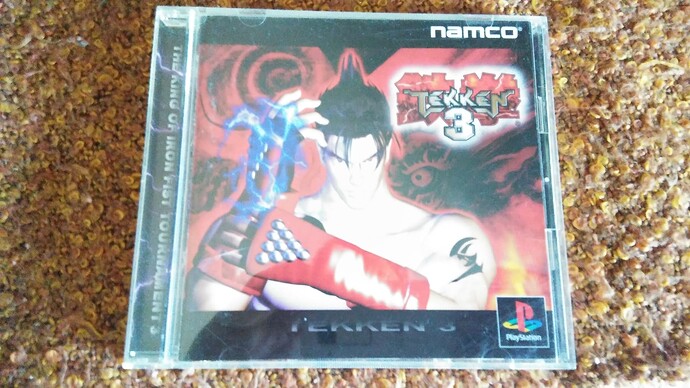 namco®
TEKKEN
3
THE KING OF IRON FIST TOURNAMENT 3
TEKKEN 3
PlayStation